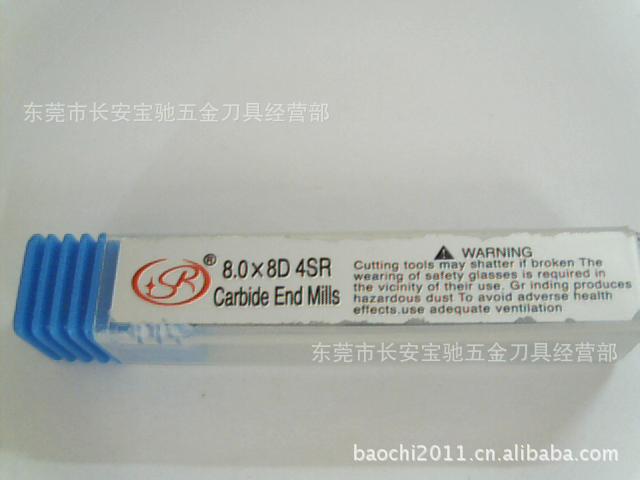 东莞市长安宝驰五金刀具经营部
SR
®
8.0×8D 4SR
Carbide End Mills
WARNING
Cutting tools may shatter if broken The
wearing of safety glasses is required in
the vicinity of their use. Gr inding produces
hazardous dust To avoid adverse health
effects.use adequate ventilation
东莞市长安宝驰五金刀具经营部
baochi2011.cn.alibaba.com